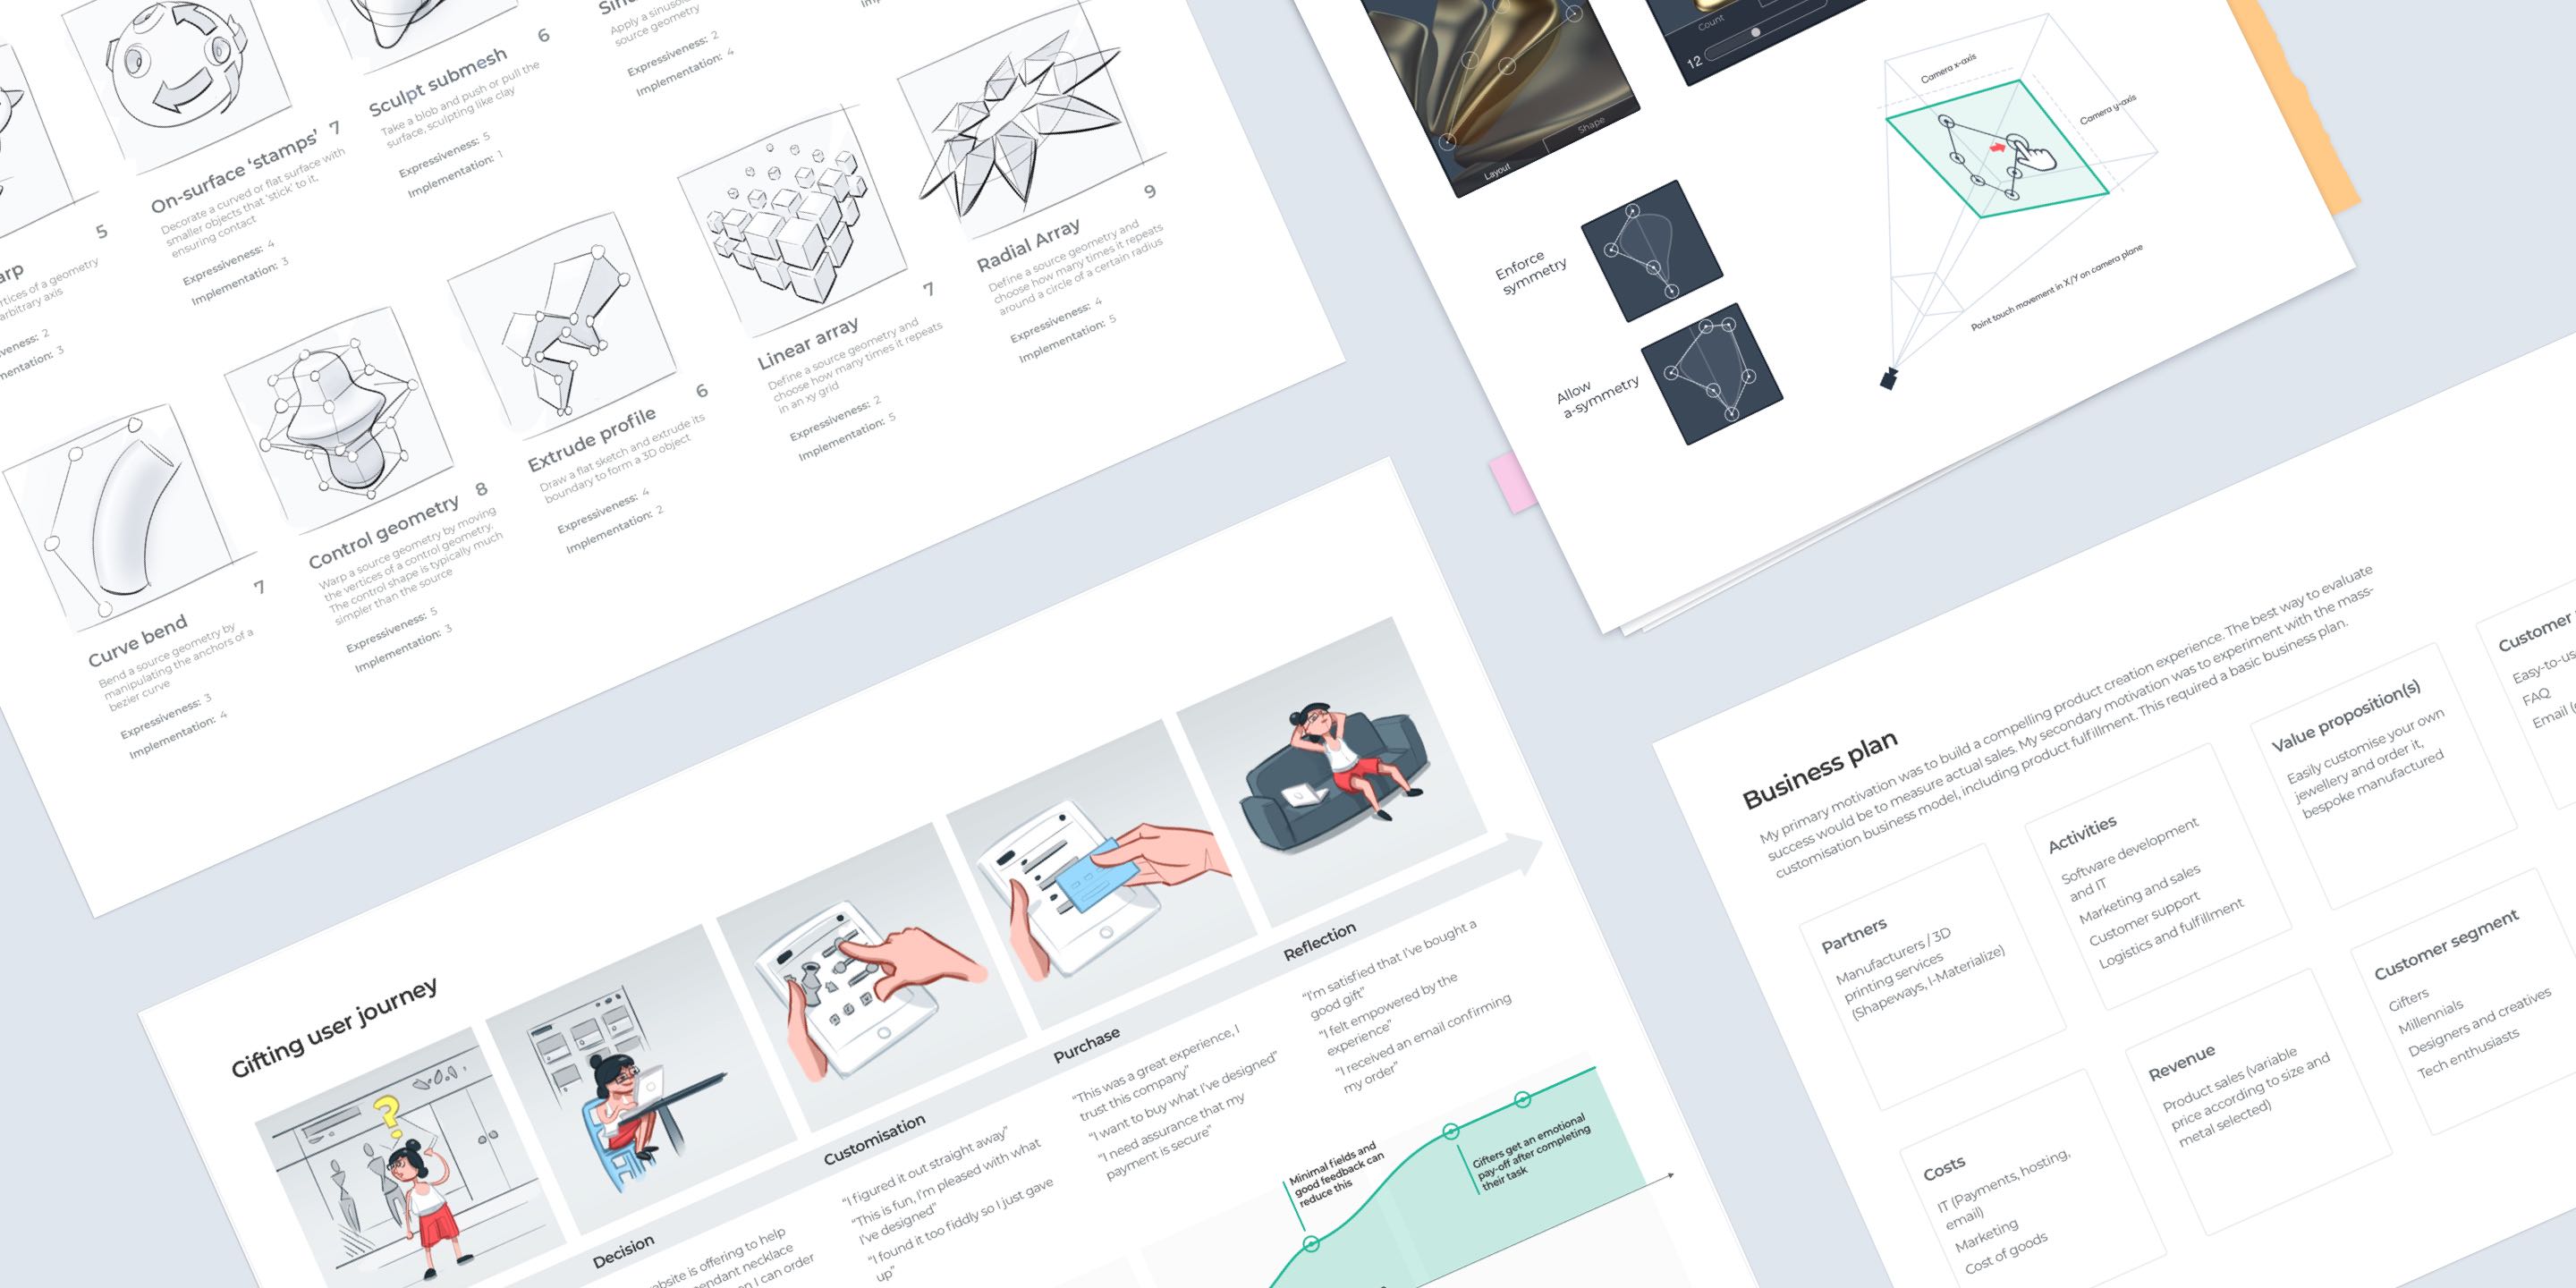 Sculpt submesh 6
Take a blob and push or pull the
surface, sculpting like clay
Expressiveness: 5
Implementation: 1
source geometry
Expressiveness: 2
Implementation: 4
On-surface ‘stamps’ 7
Decorate a curved or flat surface with
smaller objects that ‘stick’ to it,
ensuring contact
Expressiveness: 4
Implementation: 3
5
of a geometry
arbitrary axis
2
3
Radial Array 9
Define a source geometry and
choose how many times it repeats
around a circle of a certain radius
Expressiveness: 4
Implementation: 5
Linear array 7
Define a source geometry and
choose how many times it repeats
in an xy grid
Expressiveness: 2
Implementation: 5
Extrude profile 6
Draw a flat sketch and extrude its
boundary to form a 3D object
Expressiveness: 4
Implementation: 2
Control geometry 8
Warp a source geometry by moving
the vertices of a control geometry.
The control shape is typically much
simpler than the source
Expressiveness: 5
Implementation: 3
Curve bend 7
Bend a source geometry by
manipulating the anchors of a
bezier curve
Expressiveness: 3
Implementation: 4
Layout
Shape
Count
12
Camera x-axis
Camera y-axis
Point touch movement in X/Y on camera plane
Enforce
symmetry
Allow
a-symmetry
Gifting user journey
?
Decision
Customisation
Purchase
Reflection
is offering to help
necklace
I can order
“I figured it out straight away”
“This is fun, I’m pleased with what
I’ve designed”
“I found it too fiddly so I just gave
up”
“This was a great experience, I
trust this company”
“I want to buy what I’ve designed”
“I need assurance that my
payment is secure”
“I’m satisfied that I’ve bought a
good gift”
“I felt empowered by the
experience”
“I received an email confirming
my order”
Minimal fields and
good feedback can
reduce this
Gifters get an emotional
pay-off after completing
their task
Business plan
My primary motivation was to build a compelling product creation experience. The best way to evaluate
success would be to measure actual sales. My secondary motivation was to experiment with the mass-
customisation business model, including product fulfillment. This required a basic business plan.
Partners
Manufacturers / 3D
printing services
(Shapeways, I-Materialize)
Activities
Software development
and IT
Marketing and sales
Customer support
Logistics and fulfillment
Value proposition(s)
Easily customise your own
jewellery and order it,
bespoke manufactured
Customer
FAQ
Email
Costs
IT (Payments, hosting,
email)
Marketing
Cost of goods
Revenue
Product sales (variable
price according to size and
metal selected)
Customer segment
Gifters
Millennials
Designers and creatives
Tech enthusiasts